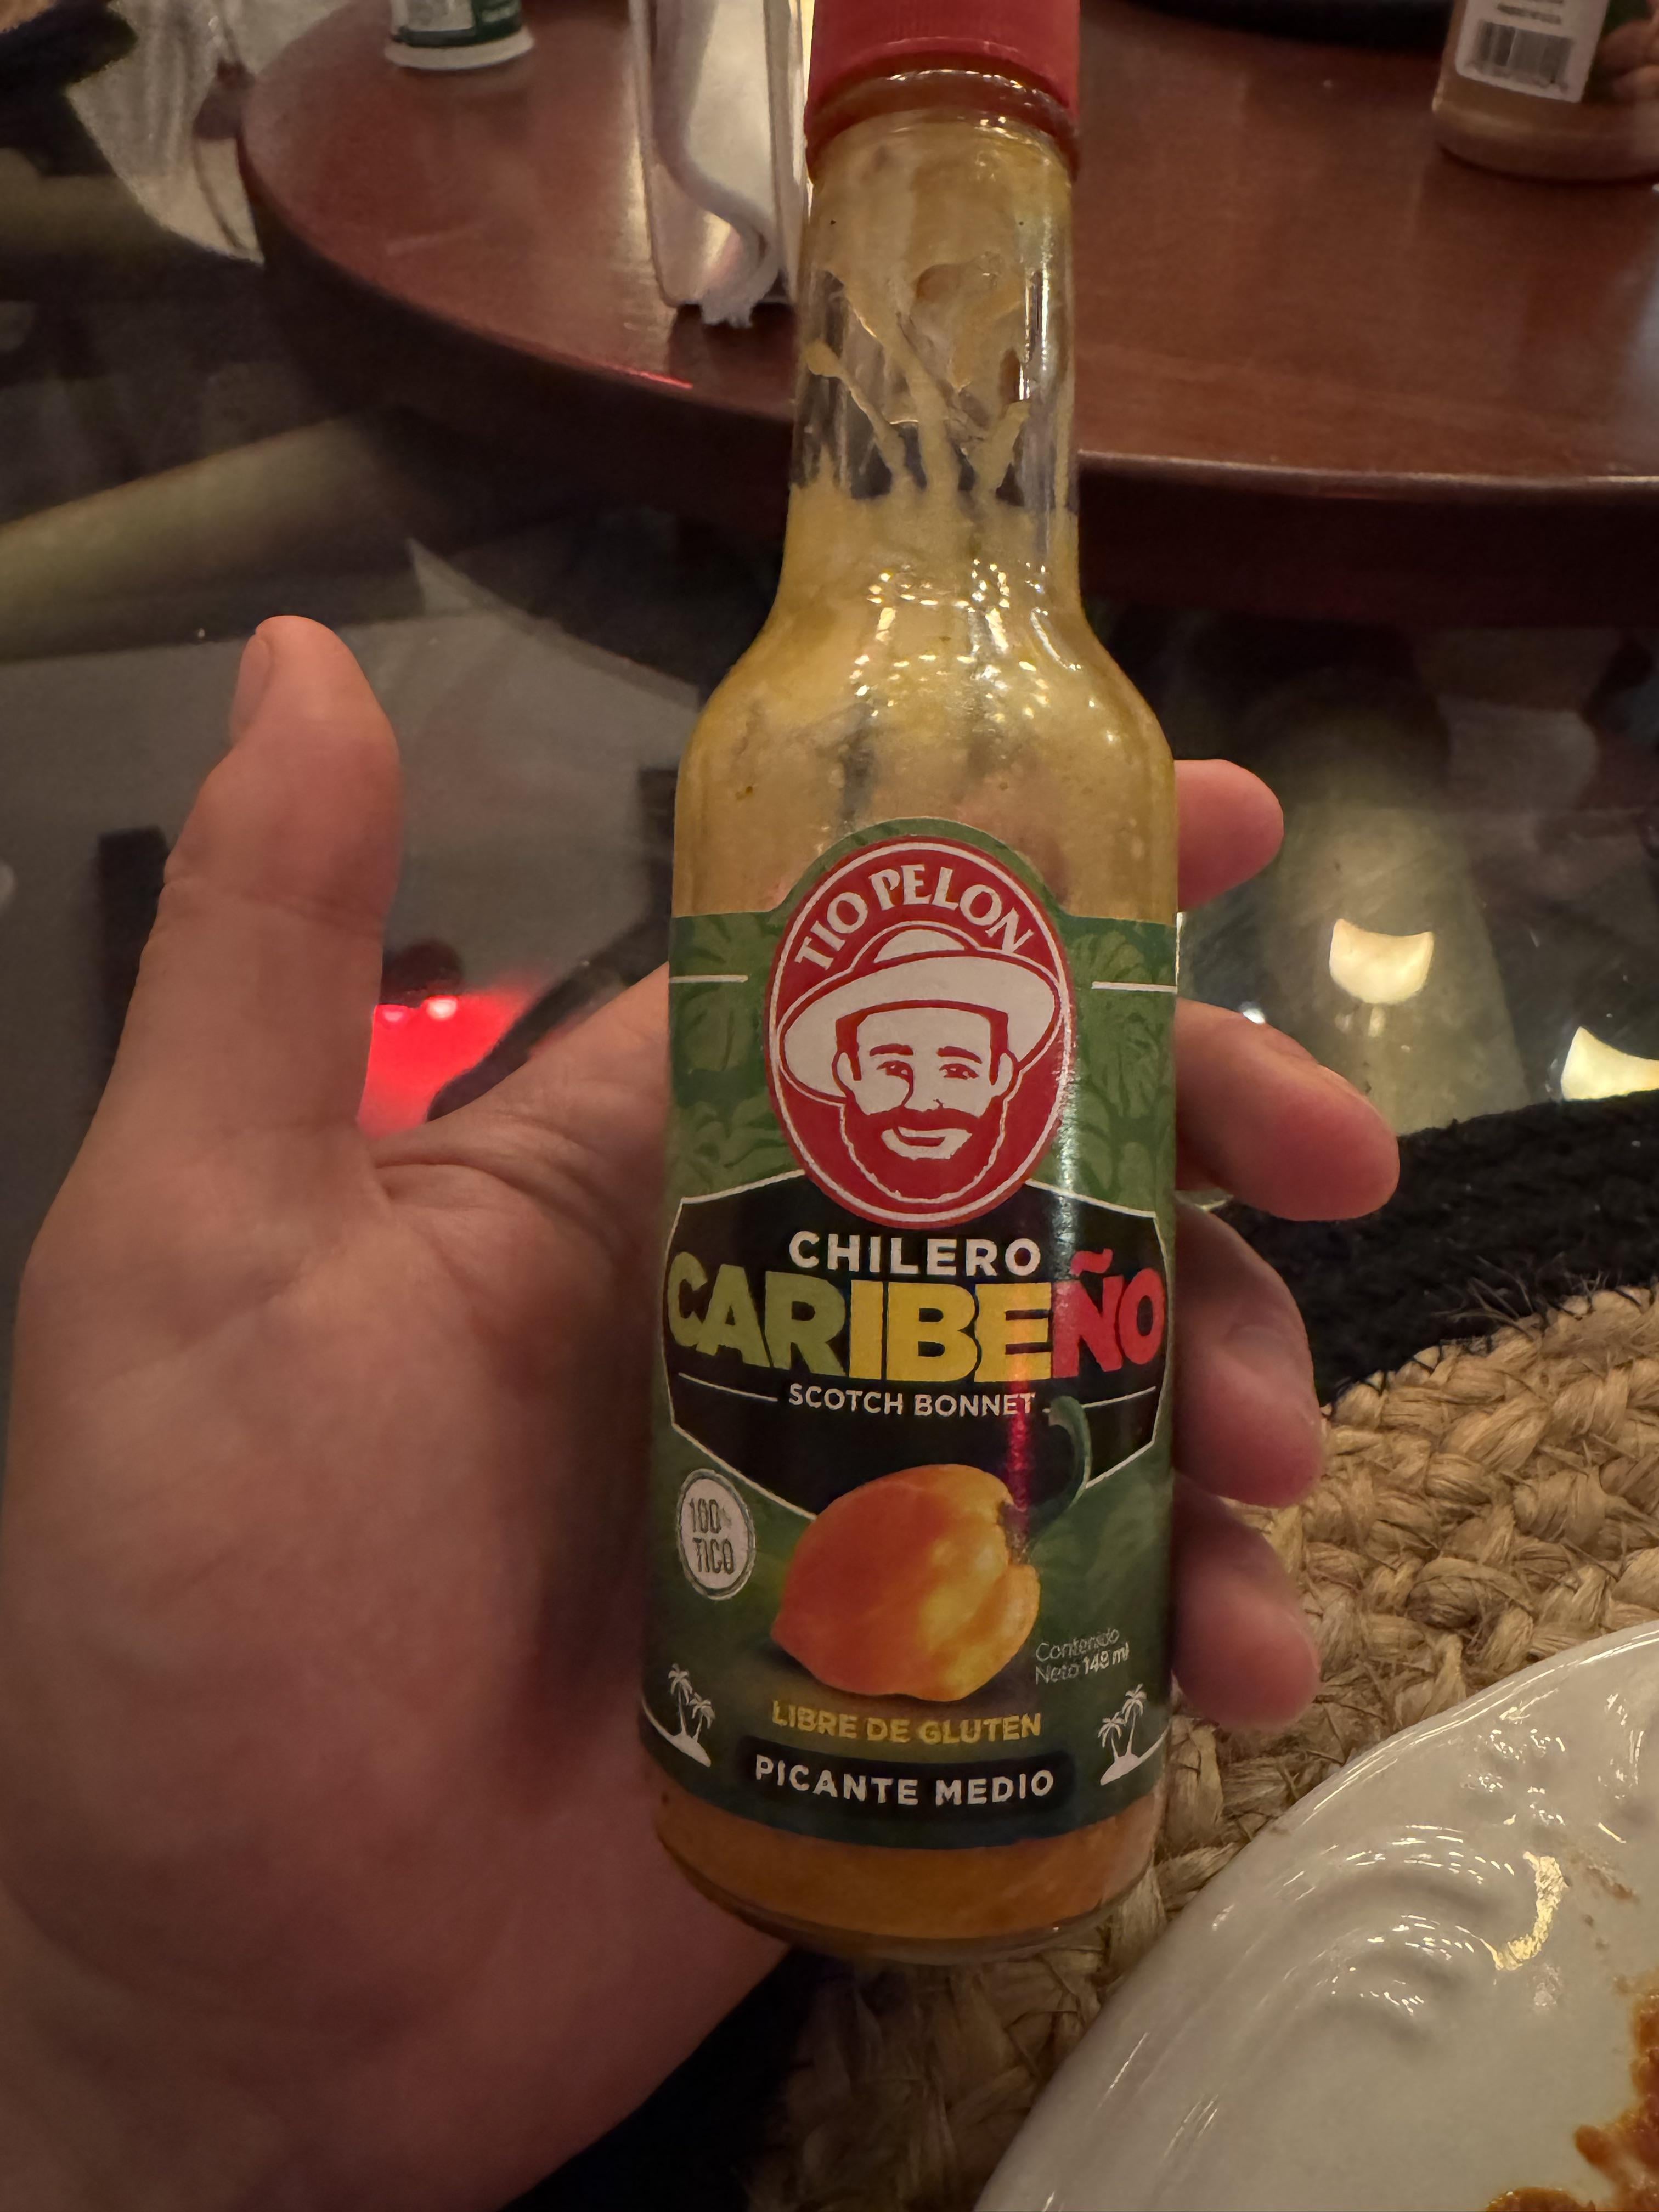 TIO PELON
CHILERO
CARIBEÑO
SCOTCH BONNET
100%
TICO
Contenido
Neto 148 ml
LIBRE DE GLUTEN
PICANTE MEDIO